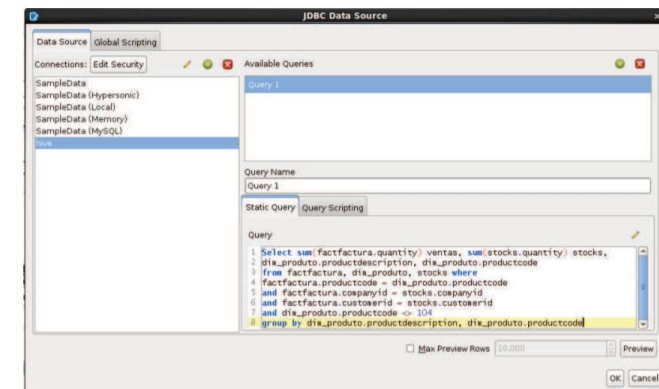 JDBC Data Source
Data Source Global Scripting
Connections: Edit Security
SampleData
SampleData (Hypersonic)
SampleData (Local)
SampleData (Memory)
SampleData (MySQL)
hive
Available Queries
Query 1
Query Name
Query 1
Static Query Query Scripting
Query
1 Select sum(factfactura.quantity) ventas, sum(stocks.quantity) stocks,
2 dim_produto.productdescription, dim_produto.productcode
3 from factfactura, dim_produto, stocks where
4 factfactura.productcode = dim_produto.productcode
5 and factfactura.companyid = stocks.companyid
6 and factfactura.customerid = stocks.customerid
7 and dim_produto.productcode <> 104
8 group by dim_produto.productdescription, dim_produto.productcode
Max Preview Rows 10,000 Preview
OK Cancel